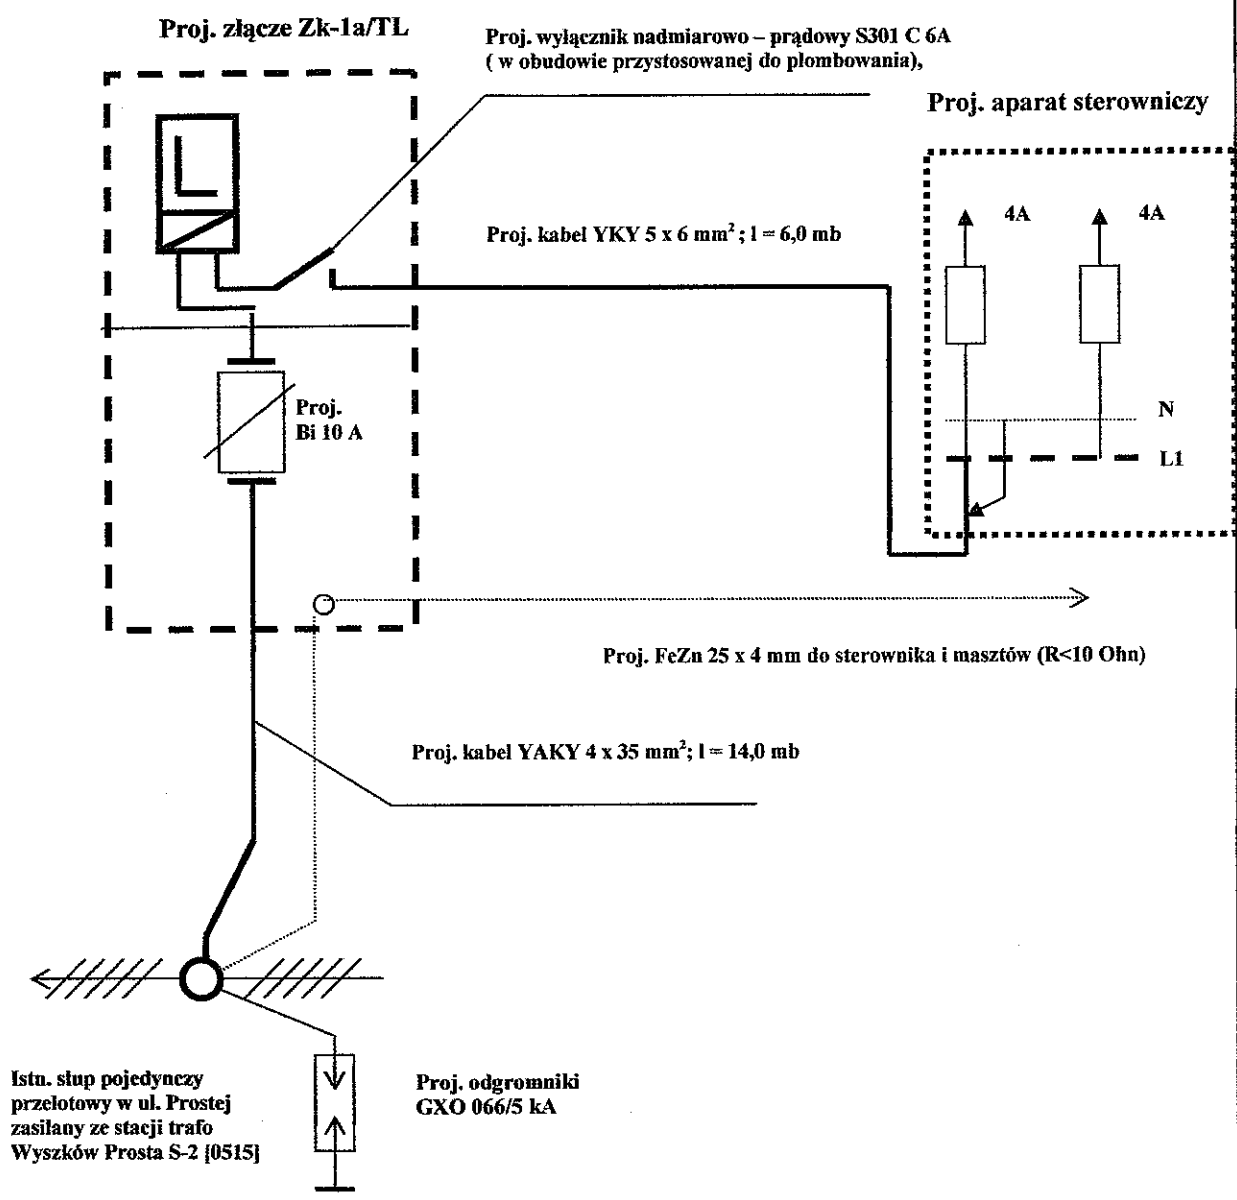 Proj. złącze Zk-1a/TL
Proj. wyłącznik nadmiarowo – prądowy S301 C 6A
( w obudowie przystosowanej do plombowania),
Proj. aparat sterowniczy
4A
4A
Proj. kabel YKY 5 x 6 mm²; l = 6,0 mb
Proj.
Bi 10 A
N
L1
Proj. FeZn 25 x 4 mm do sterownika i masztów (R<10 Ohn)
Proj. kabel YAKY 4 x 35 mm²; l = 14,0 mb
Istn. słup pojedynczy
przelotowy w ul. Prostej
zasilany ze stacji trafo
Wyszków Prosta S-2 [0515]
Proj. odgromniki
GXO 066/5 kA